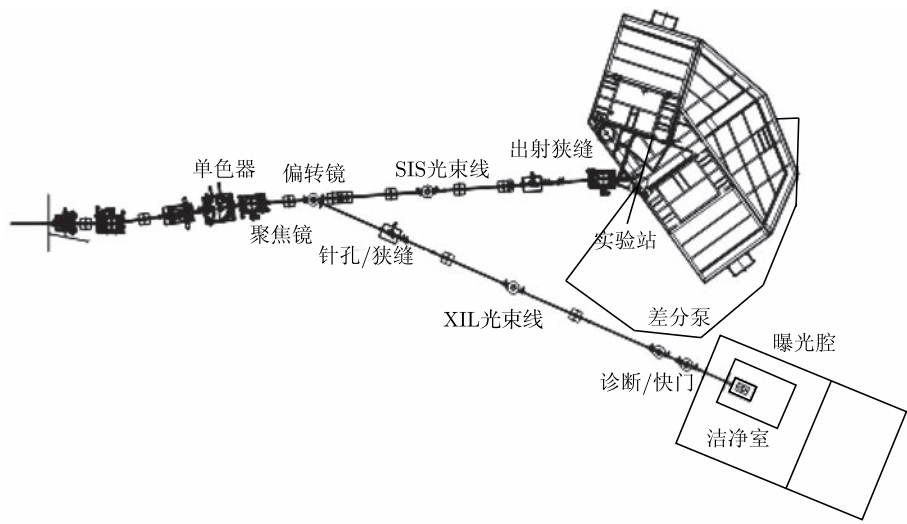 单色器
偏转镜
SIS光束线
出射狭缝
聚焦镜
针孔/狭缝
实验站
XIL光束线
差分泵
曝光腔
诊断/快门
洁净室